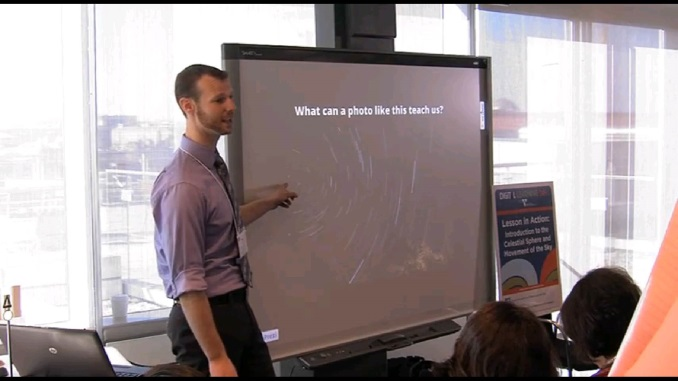 What can a photo like this teach us?
Lesson In Action:
Introduction to the
Celestial Sphere and
Movement of the Sky